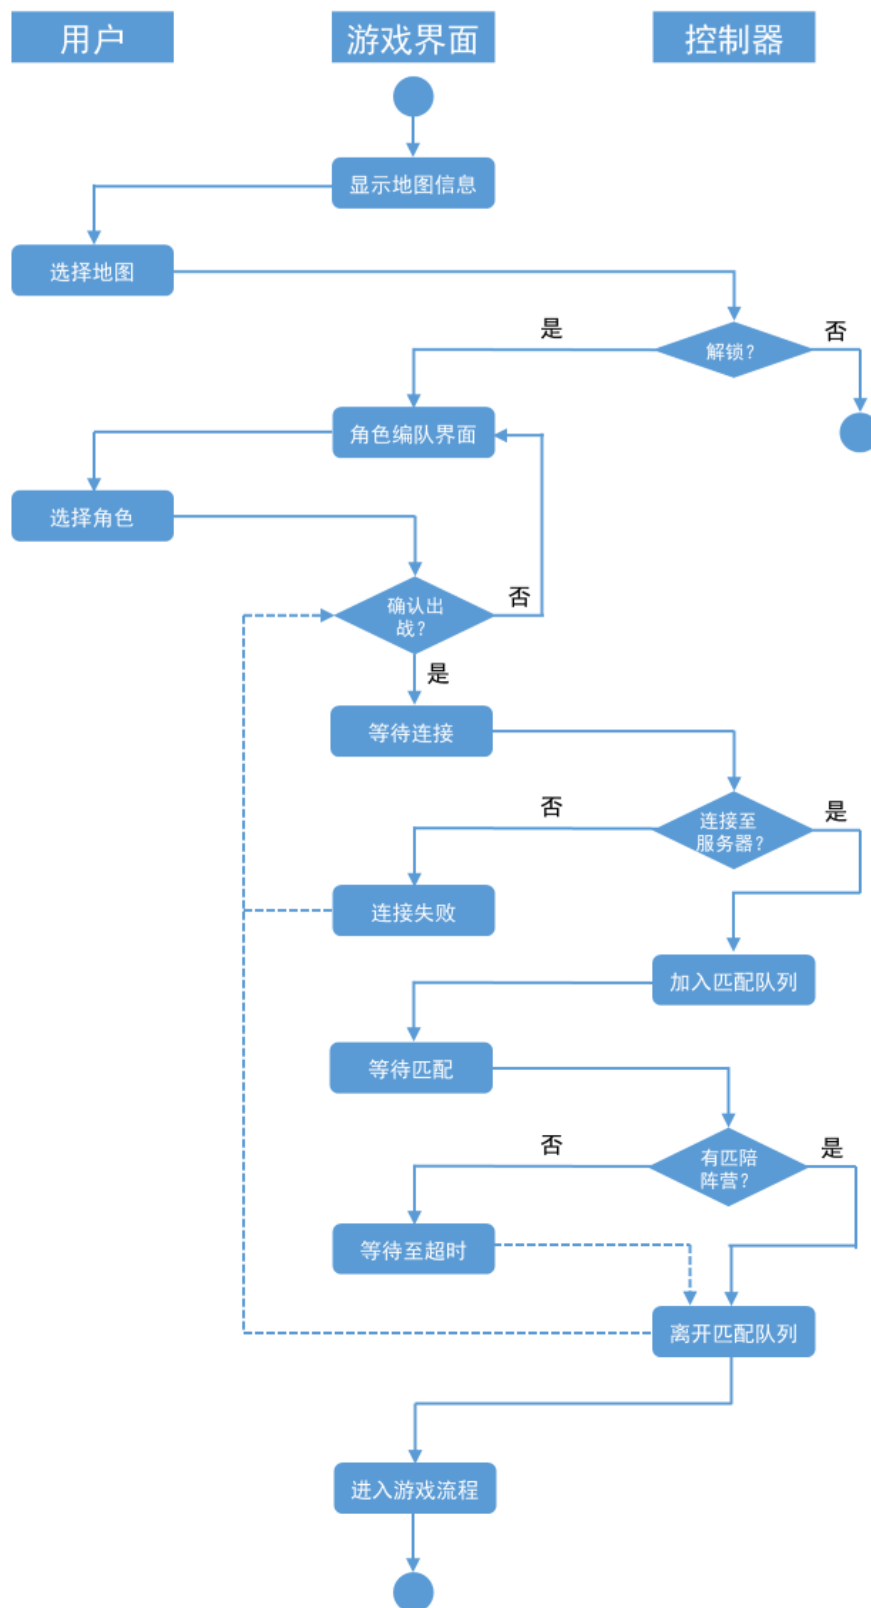 用户
游戏界面
控制器
显示地图信息
选择地图
是
否
解锁?
角色编队界面
选择角色
确认出
战?
否
是
等待连接
否
是
连接至
服务器?
连接失败
加入匹配队列
等待匹配
否
是
有匹陪
阵营?
等待至超时
离开匹配队列
进入游戏流程